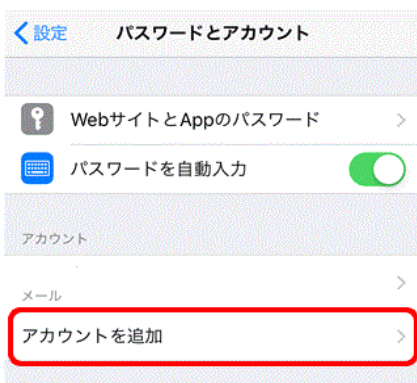 設定 パスワードとアカウント
WebサイトとAppのパスワード
パスワードを自動入力
アカウント
メール
アカウントを追加